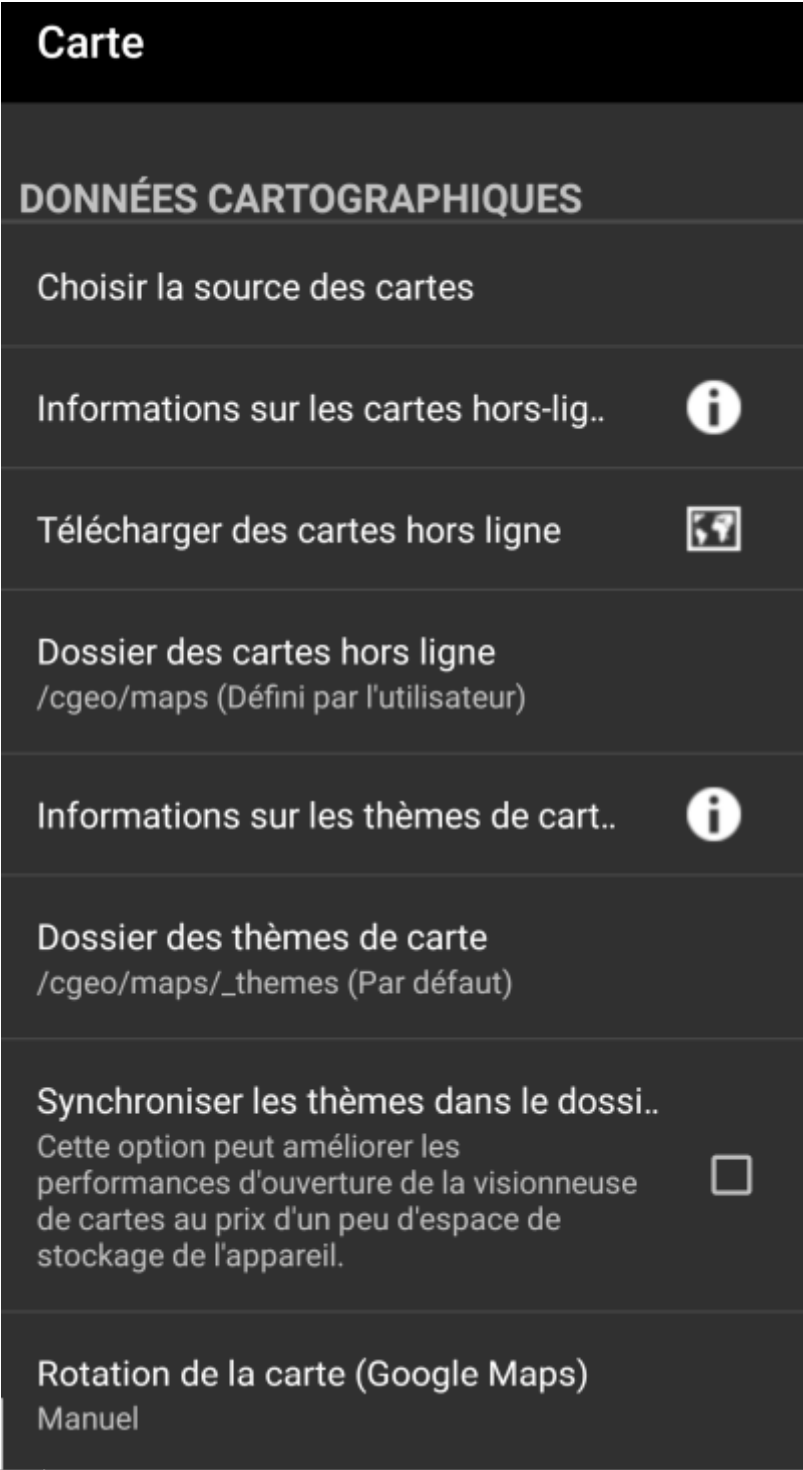 Carte
DONNÉES CARTOGRAPHIQUES
Choisir la source des cartes
Informations sur les cartes hors-lig..
Télécharger des cartes hors ligne
Dossier des cartes hors ligne
/cgeo/maps (Défini par l'utilisateur)
Informations sur les thèmes de cart..
Dossier des thèmes de carte
/cgeo/maps/_themes (Par défaut)
Synchroniser les thèmes dans le dossi..
Cette option peut améliorer les
performances d'ouverture de la visionneuse
de cartes au prix d'un peu d'espace de
stockage de l'appareil.
Rotation de la carte (Google Maps)
Manuel